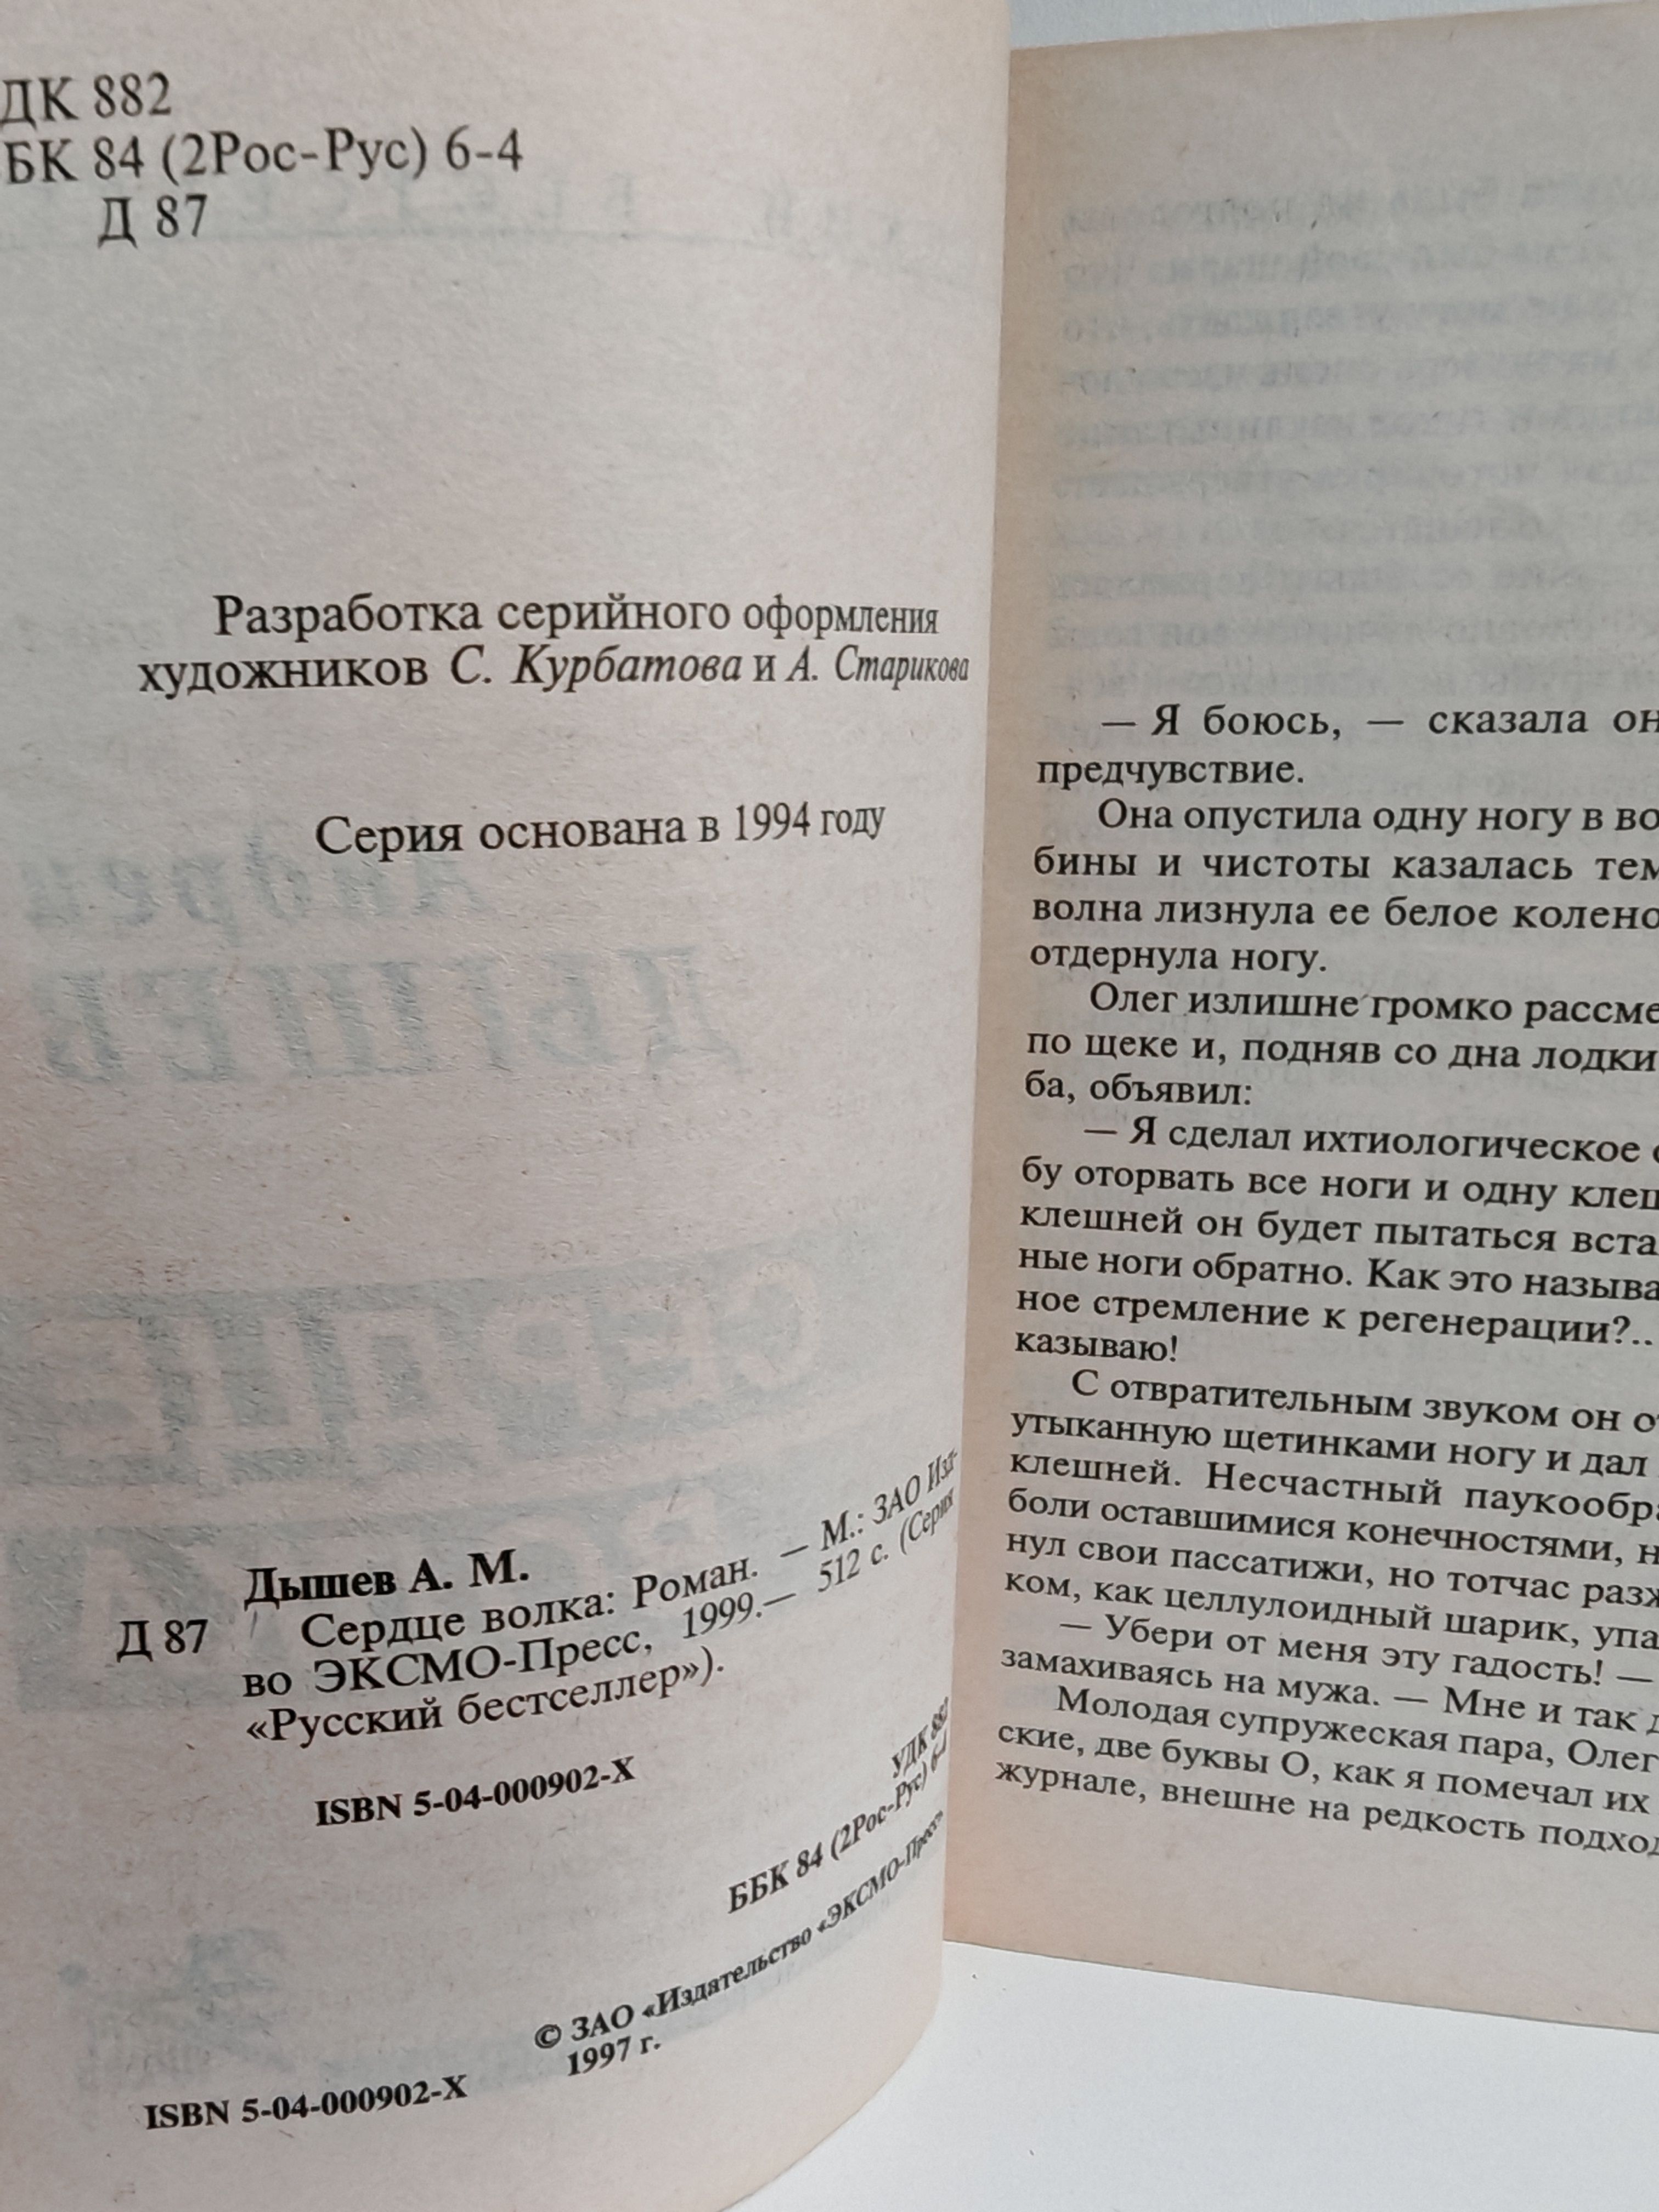 ДК 882
БК 84 (2Рос-Рус) 6-4
Д 87
Разработка серийного оформления
художников С. Курбатова и А. Старикова
Серия основана в 1994 году
Дышев А. М.
Д 87 Сердце волка: Роман. — М.: ЗАО Изд-
во ЭКСМО-Пресс, 1999.— 512 с. (Серия
«Русский бестселлер»).
ISBN 5-04-000902-X
УДК 882
ББК 84 (2Рос-Рус) 6-4
© ЗАО «Издательство «ЭКСМО-Пресс»
1997 г.
ISBN 5-04-000902-X
— Я боюсь, — сказала он
предчувствие.
Она опустила одну ногу в во
бины и чистоты казалась тем
волна лизнула ее белое колено
отдернула ногу.
Олег излишне громко рассме
по щеке и, подняв со дна лодки
ба, объявил:
— Я сделал ихтиологическое о
бу оторвать все ноги и одну клеш
клешней он будет пытаться вста
ные ноги обратно. Как это называ
ное стремление к регенерации?..
казываю!
С отвратительным звуком он от
утыканную щетинками ногу и дал
клешней. Несчастный паукообра
боли оставшимися конечностями, н
нул свои пассатижи, но тотчас разж
ком, как целлулоидный шарик, упа
— Убери от меня эту гадость! —
замахиваясь на мужа. — Мне и так д
Молодая супружеская пара, Олег
ские, две буквы О, как я помечал их
журнале, внешне на редкость подход